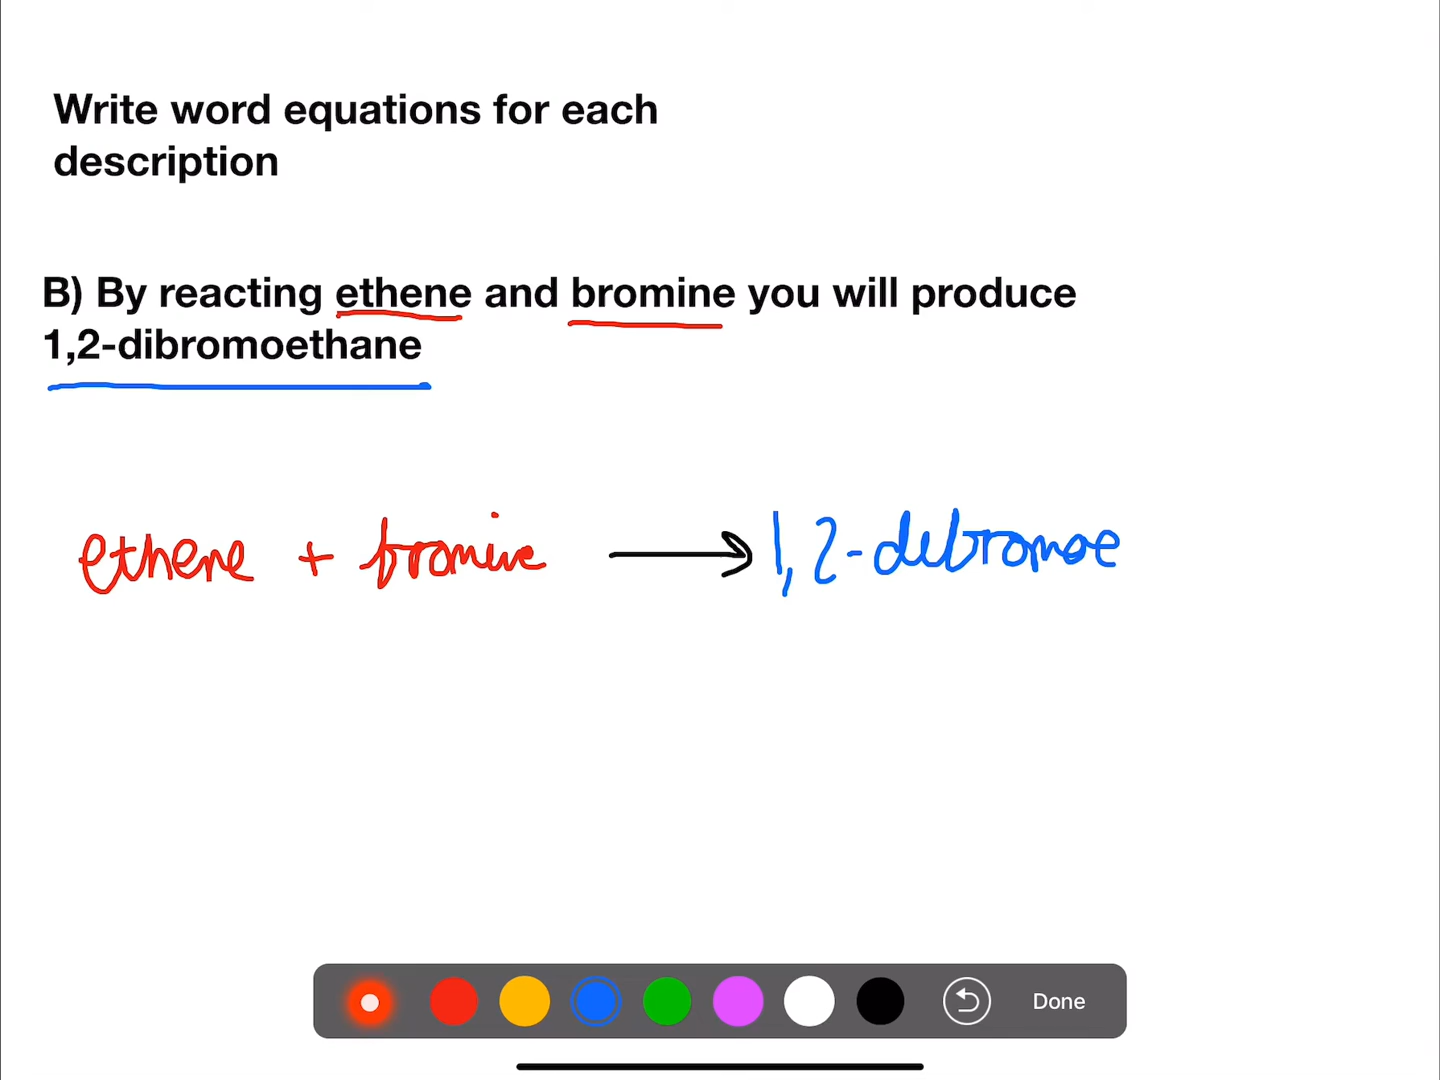 Write word equations for each
description
B) By reacting ethene and bromine you will produce
1,2-dibromoethane
ethene + bromine → 1,2-debromoe
Done